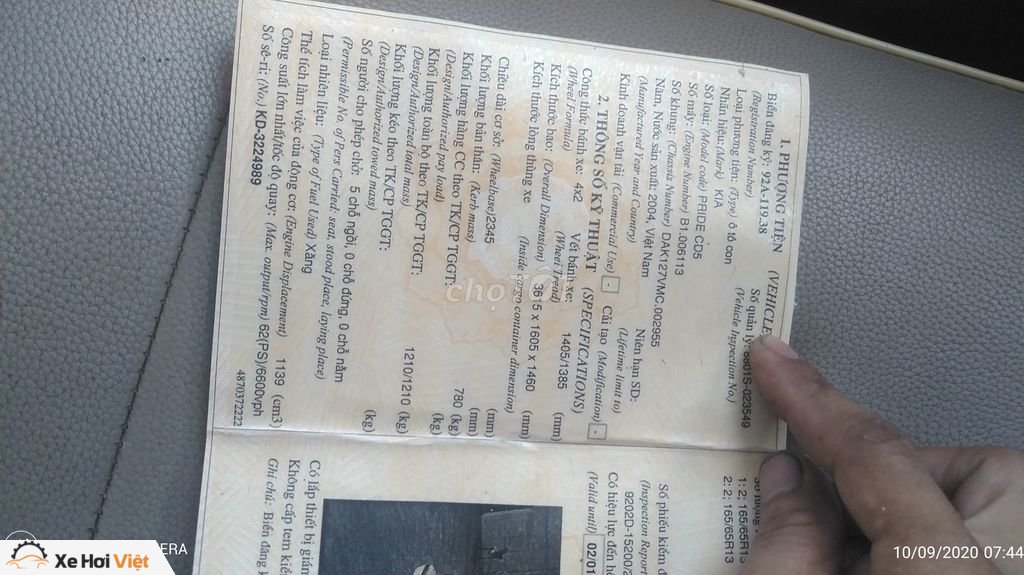 1. PHƯƠNG TIỆN (VEHICLE
Biển đăng ký: 92A-119.38 Số quản lý: 8801S-023549
(Registration Number) (Vehicle Inspection No.)
Loại phương tiện: (Type) ô tô con
Nhãn hiệu: (Mark) KIA
Số loại: (Model code) PRIDE CD5
Số máy: (Engine Number) B1.006113
Số khung: (Chassis Number) DAK127VMC.002955
Năm, Nước sản xuất: 2004, Việt Nam Niên hạn SD:
(Manufactured Year and Country) (Lifetime limit to)
Kinh doanh vận tải (Commercial Use) - Cải tạo (Modification) -
2. THÔNG SỐ KỸ THUẬT (SPECIFICATIONS)
Công thức bánh xe: 4x2 Vết bánh xe: 1405/1385 (mm)
(Wheel Formula) (Wheel Tread)
Kích thước bao: (Overall Dimension) 3615 x 1605 x 1460 (mm)
Kích thước lòng thùng xe (Inside cargo container dimension)
(mm)
Chiều dài cơ sở: (Wheelbase) 2345 (mm)
Khối lượng bản thân: (Kerb mass) 780 (kg)
Khối lượng hàng CC theo TK/CP TGGT: (kg)
(Design/Authorized pay load)
Khối lượng toàn bộ theo TK/CP TGGT: 1210/1210 (kg)
(Design/Authorized total mass)
Khối lượng kéo theo TK/CP TGGT: (kg)
(Design/Authorized towed mass)
Số người cho phép chở: 5 chỗ ngồi, 0 chỗ đứng, 0 chỗ nằm
(Permissible No. of Pers Carried: seat, stood place, laying place)
Loại nhiên liệu: (Type of Fuel Used) Xăng
Thể tích làm việc của động cơ: (Engine Displacement) 1139 (cm3)
Công suất lớn nhất/tốc độ quay: (Max. output/rpm) 62(PS)/6600vph
Số sê-ri: (No.) KD-3224989 4870372222
1: 2: 165/65R13
2: 2: 165/65R13
Số phiếu kiểm
(Inspection Report
9202D-15200/2
Có hiệu lực đến
(Valid until) 02/01
Có lắp thiết bị giám
Không cấp tem
Ghi chú: Biển đăng
chợ
AERA
Xe Hơi Việt
10/09/2020 07:44